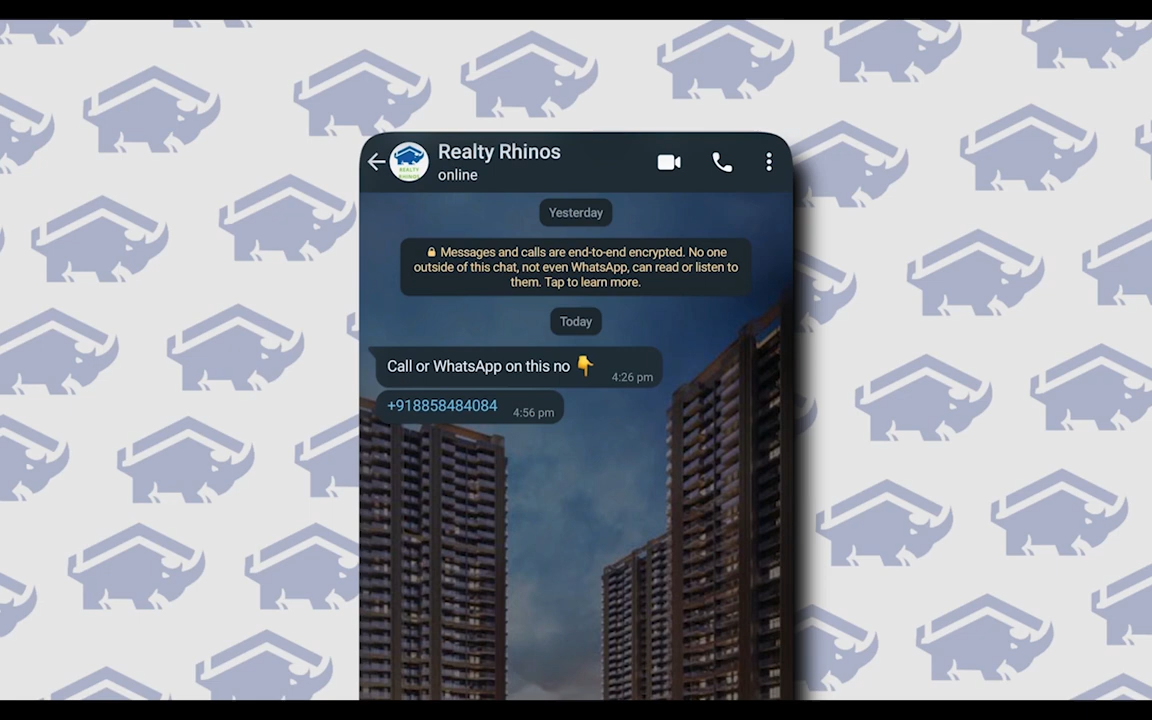 Realty Rhinos
online
REALTY
RHINOS
Yesterday
🔒 Messages and calls are end-to-end encrypted. No one
outside of this chat, not even WhatsApp, can read or listen to
them. Tap to learn more.
Today
Call or WhatsApp on this no 👇 4:26 pm
+918858484084 4:56 pm